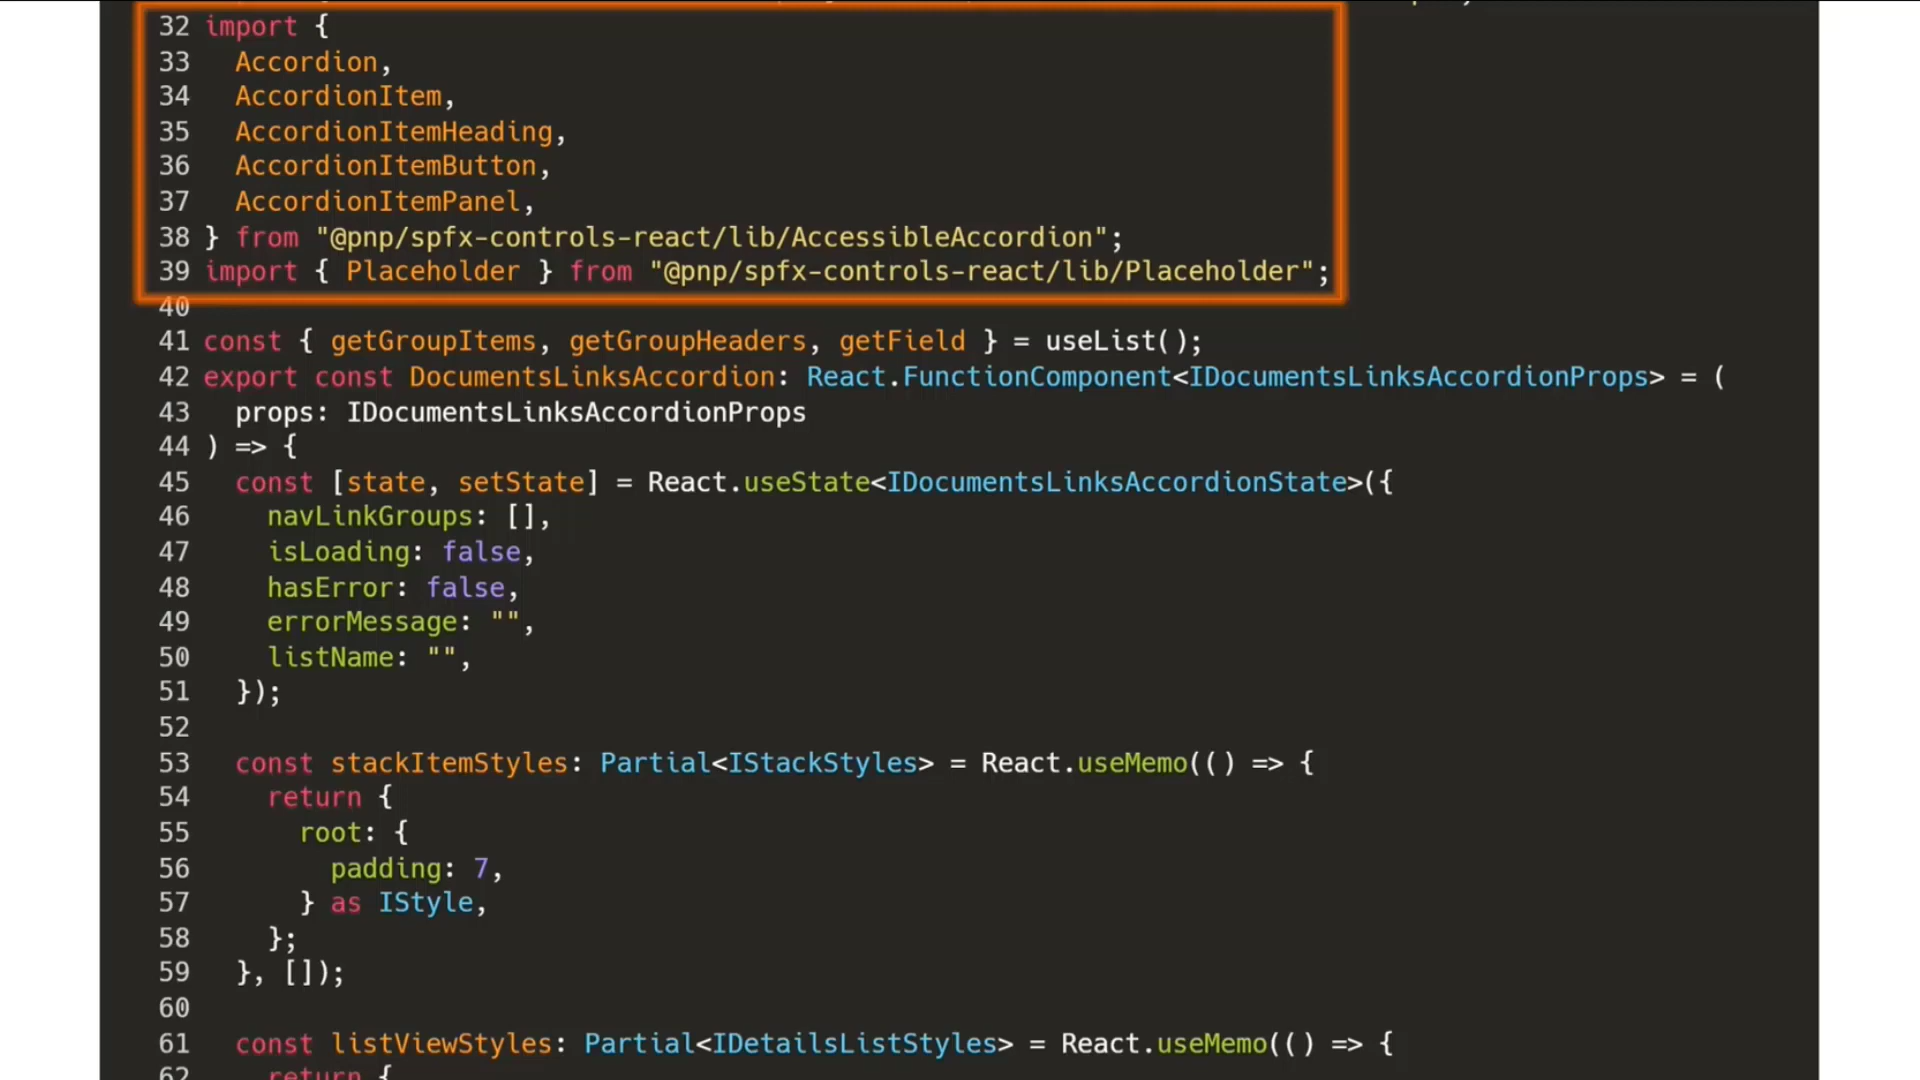 32 import {
33   Accordion,
34   AccordionItem,
35   AccordionItemHeading,
36   AccordionItemButton,
37   AccordionItemPanel,
38 } from "@pnp/spfx-controls-react/lib/AccessibleAccordion";
39 import { Placeholder } from "@pnp/spfx-controls-react/lib/Placeholder";
40
41 const { getGroupItems, getGroupHeaders, getField } = useList();
42 export const DocumentsLinksAccordion: React.FunctionComponent<IDocumentsLinksAccordionProps> = (
43   props: IDocumentsLinksAccordionProps
44 ) => {
45   const [state, setState] = React.useState<IDocumentsLinksAccordionState>({
46     navLinkGroups: [],
47     isLoading: false,
48     hasError: false,
49     errorMessage: "",
50     listName: "",
51   });
52
53   const stackItemStyles: Partial<IStackStyles> = React.useMemo(() => {
54     return {
55       root: {
56         padding: 7,
57       } as IStyle,
58     };
59   }, []);
60
61   const listViewStyles: Partial<IDetailsListStyles> = React.useMemo(() => {
62     return {